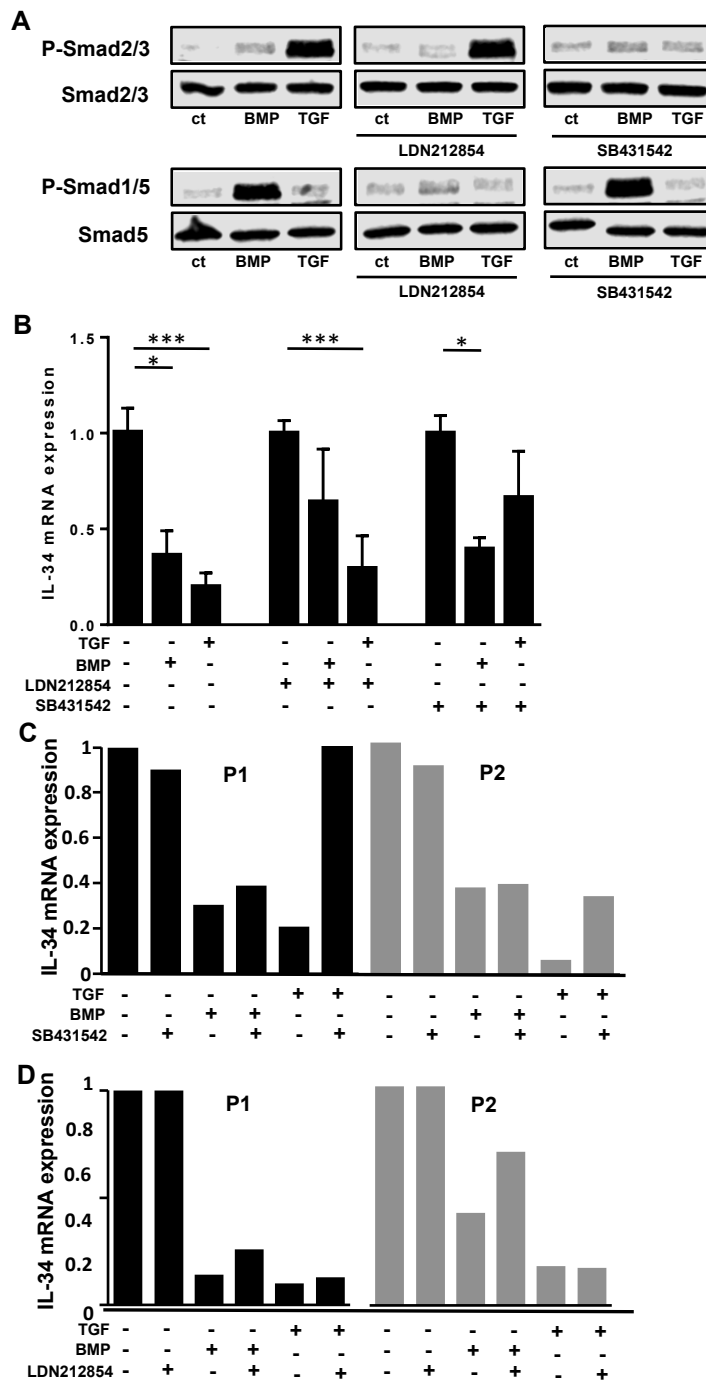 A
P-Smad2/3
Smad2/3
ct BMP TGF ct BMP TGF ct BMP TGF
LDN212854 SB431542
P-Smad1/5
Smad5
ct BMP TGF ct BMP TGF ct BMP TGF
LDN212854 SB431542
B
IL-34 mRNA expression
1.5
1.0
0.5
0.0
*** *** *
*
TGF - - + - - + - - +
BMP - + - - + - - + -
LDN212854 - - - + + + - - -
SB431542 - - - - - - + + +
C
IL-34 mRNA expression
1
0.8
0.6
0.4
0.2
0
P1 P2
TGF - - - - + + - - - - + +
BMP - - + + - - - - + + - -
SB431542 - + - + - + - + - + - +
D
IL-34 mRNA expression
1
0.8
0.6
0.4
0.2
0
P1 P2
TGF - - - - + + - - - - + +
BMP - - + + - - - - + + - -
LDN212854 - + - + - + - + - + - +